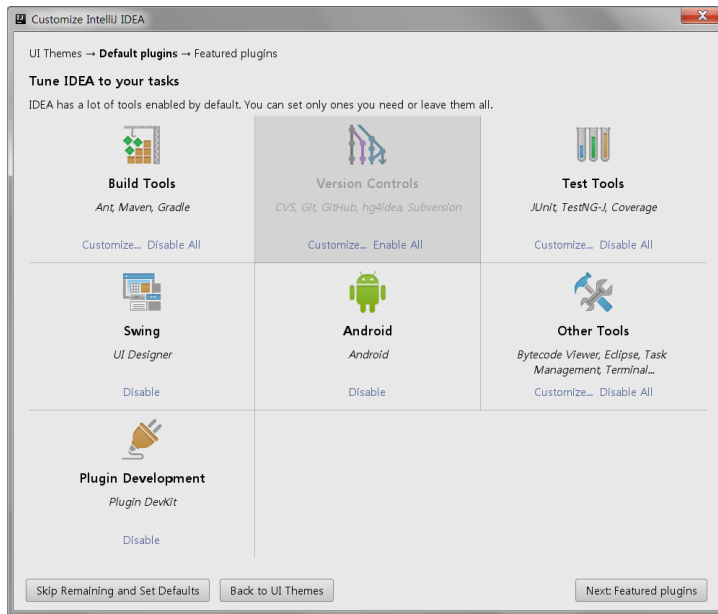 Customize IntelliJ IDEA
UI Themes → Default plugins → Featured plugins
Tune IDEA to your tasks
IDEA has a lot of tools enabled by default. You can set only ones you need or leave them all.
Build Tools
Ant, Maven, Gradle
Customize... Disable All
Version Controls
CVS, Git, GitHub, hg4idea, Subversion
Customize... Enable All
Test Tools
JUnit, TestNG-J, Coverage
Customize... Disable All
Swing
UI Designer
Disable
Android
Android
Disable
Other Tools
Bytecode Viewer, Eclipse, Task
Management, Terminal...
Customize... Disable All
Plugin Development
Plugin DevKit
Disable
Skip Remaining and Set Defaults
Back to UI Themes
Next: Featured plugins